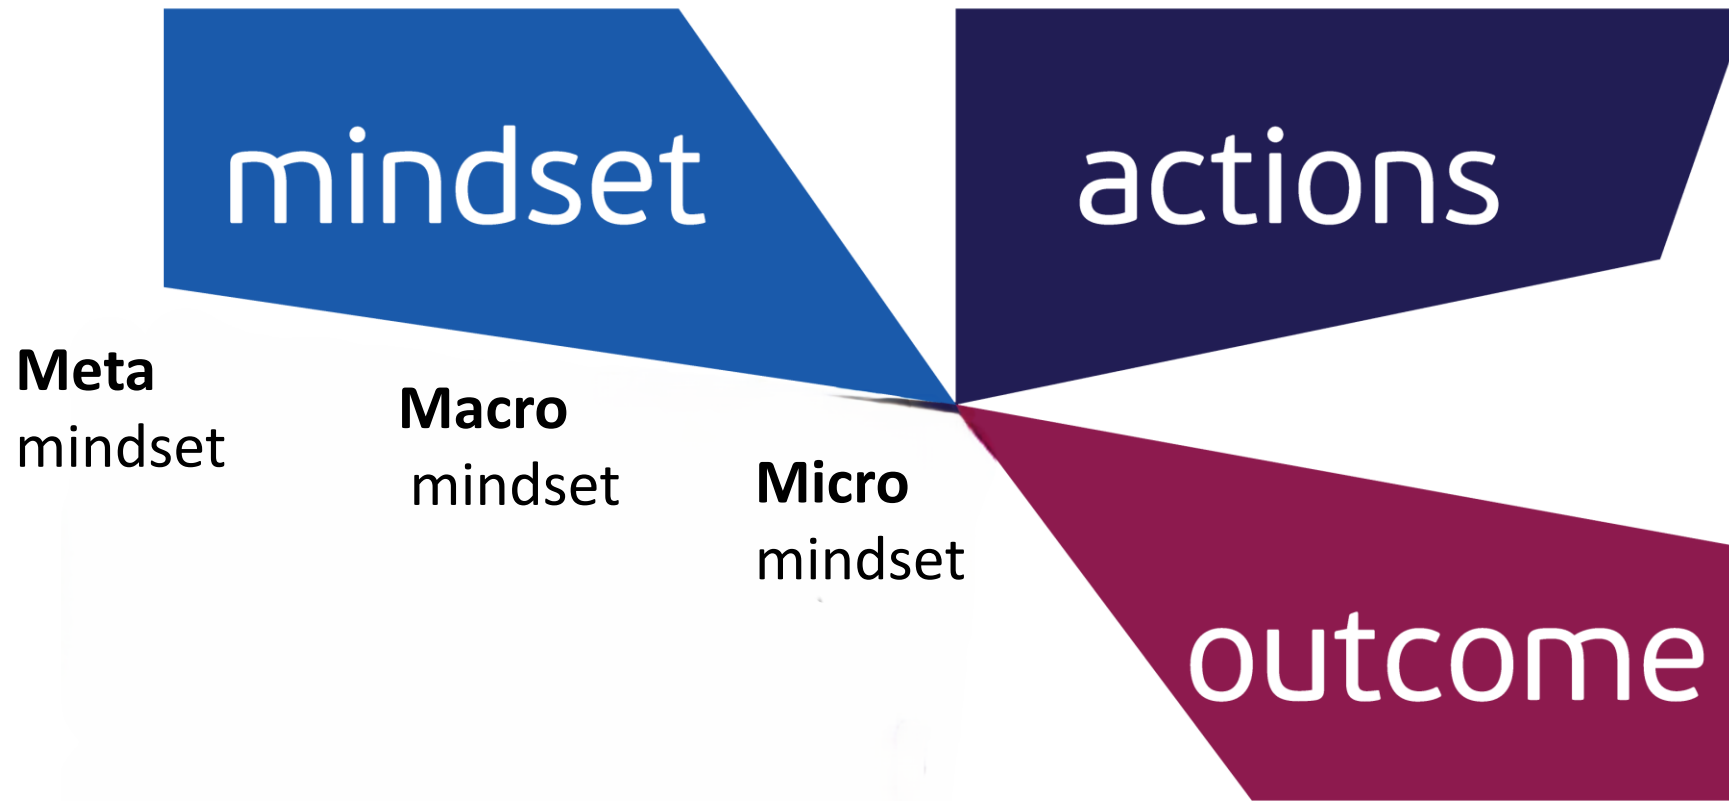 mindset
actions
Meta
mindset
Macro
mindset
Micro
mindset
outcome